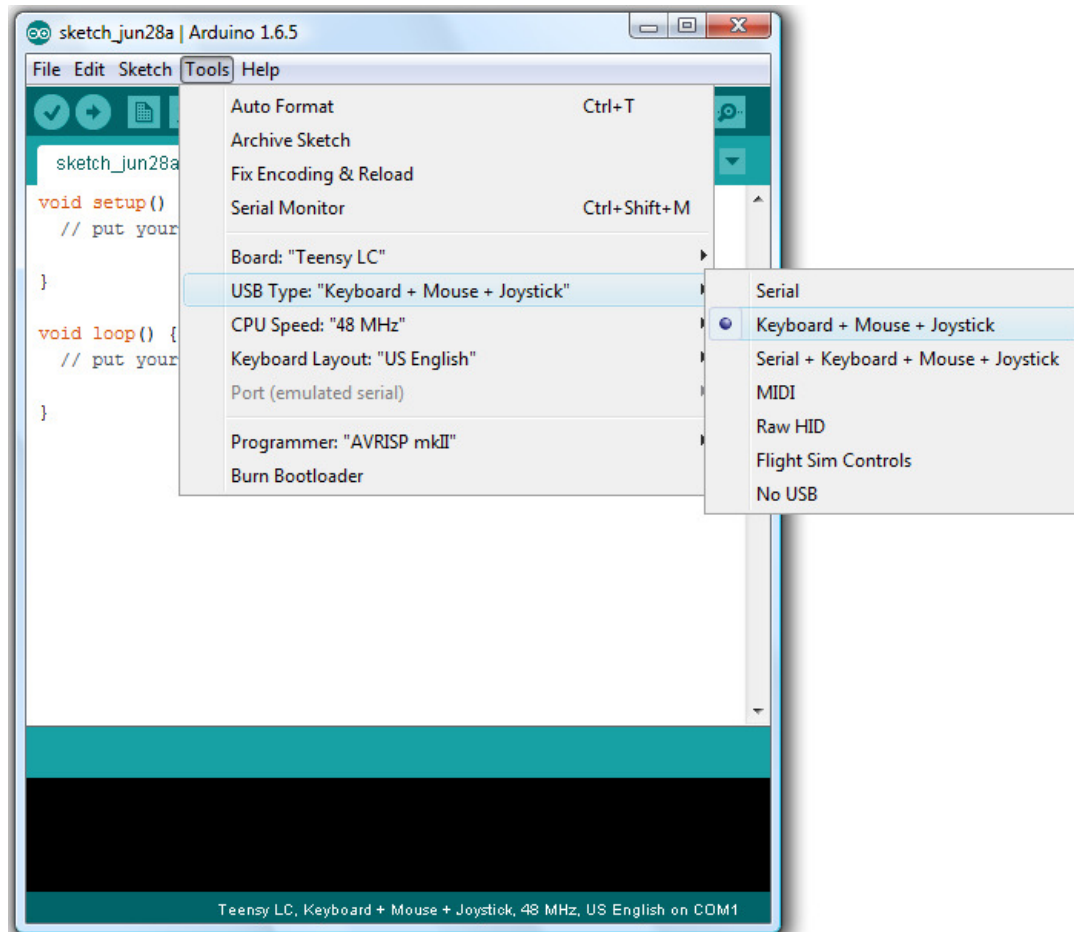 sketch_jun28a | Arduino 1.6.5
File Edit Sketch Tools Help
sketch_jun28a
void setup()
// put your
}
void loop() {
// put your
}
Auto Format Ctrl+T
Archive Sketch
Fix Encoding & Reload
Serial Monitor Ctrl+Shift+M
Board: "Teensy LC"
USB Type: "Keyboard + Mouse + Joystick"
CPU Speed: "48 MHz"
Keyboard Layout: "US English"
Port (emulated serial)
Programmer: "AVRISP mkII"
Burn Bootloader
Serial
Keyboard + Mouse + Joystick
Serial + Keyboard + Mouse + Joystick
MIDI
Raw HID
Flight Sim Controls
No USB
Teensy LC, Keyboard + Mouse + Joystick, 48 MHz, US English on COM1